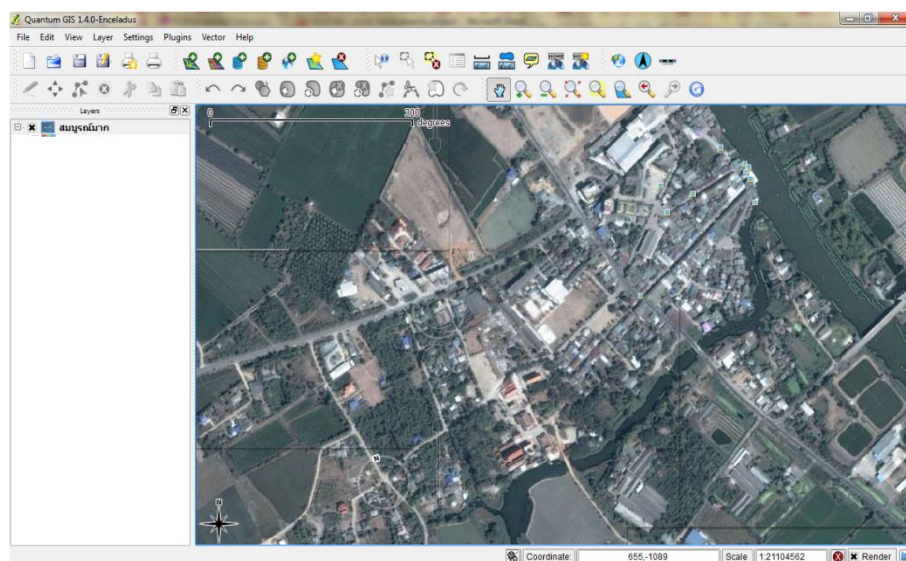 Quantum GIS 1.4.0-Enceladus
File Edit View Layer Settings Plugins Vector Help
Layers
สมบูรณ์มาก
0 300
degrees
N
Coordinate: 655,-1089 Scale 1:21104562 Render